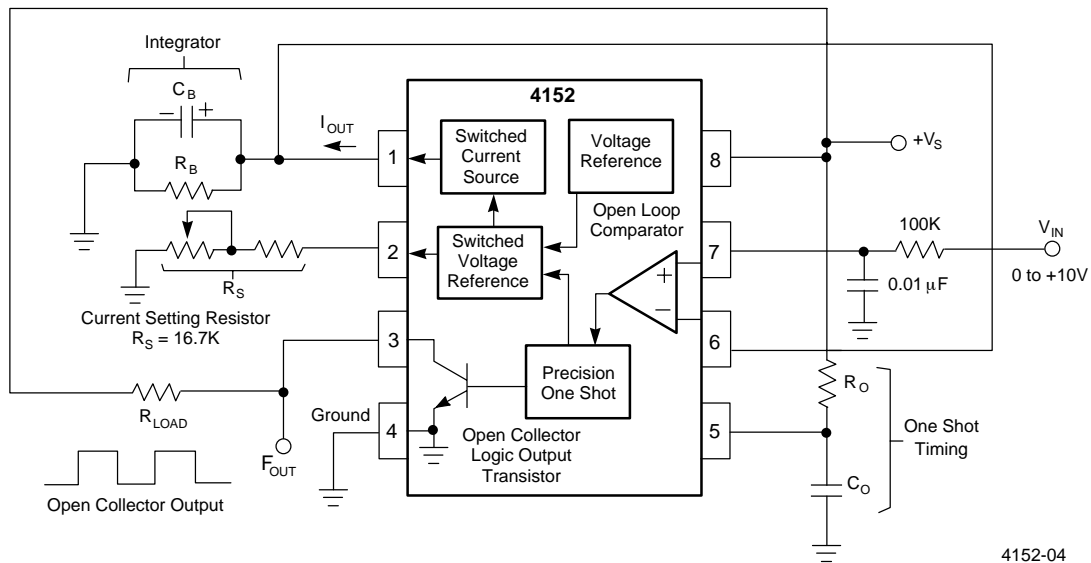 Integrator
C_B
− +
R_B
I_OUT
4152
Switched
Current
Source
Voltage
Reference
Open Loop
Comparator
Switched
Voltage
Reference
+
−
Precision
One Shot
Open Collector
Logic Output
Transistor
1
2
3
4
8
7
6
5
+V_S
100K
V_IN
0 to +10V
0.01 µF
R_S
Current Setting Resistor
R_S = 16.7K
R_LOAD
Ground
F_OUT
Open Collector Output
R_O
One Shot
Timing
C_O
4152-04